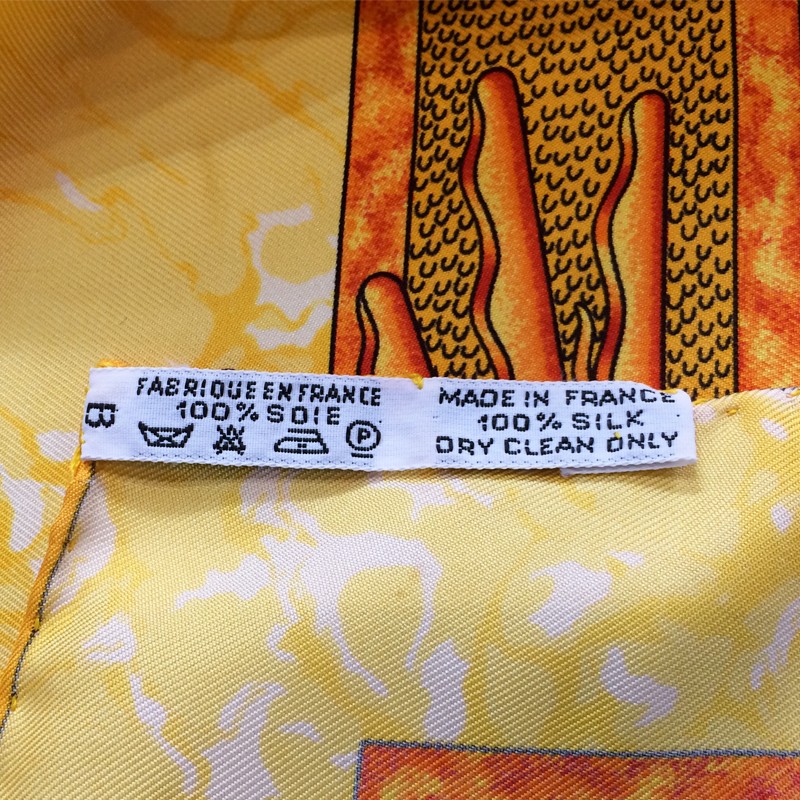 B
FABRIQUE EN FRANCE
100% SOIE
P
MADE IN FRANCE
100% SILK
DRY CLEAN ONLY